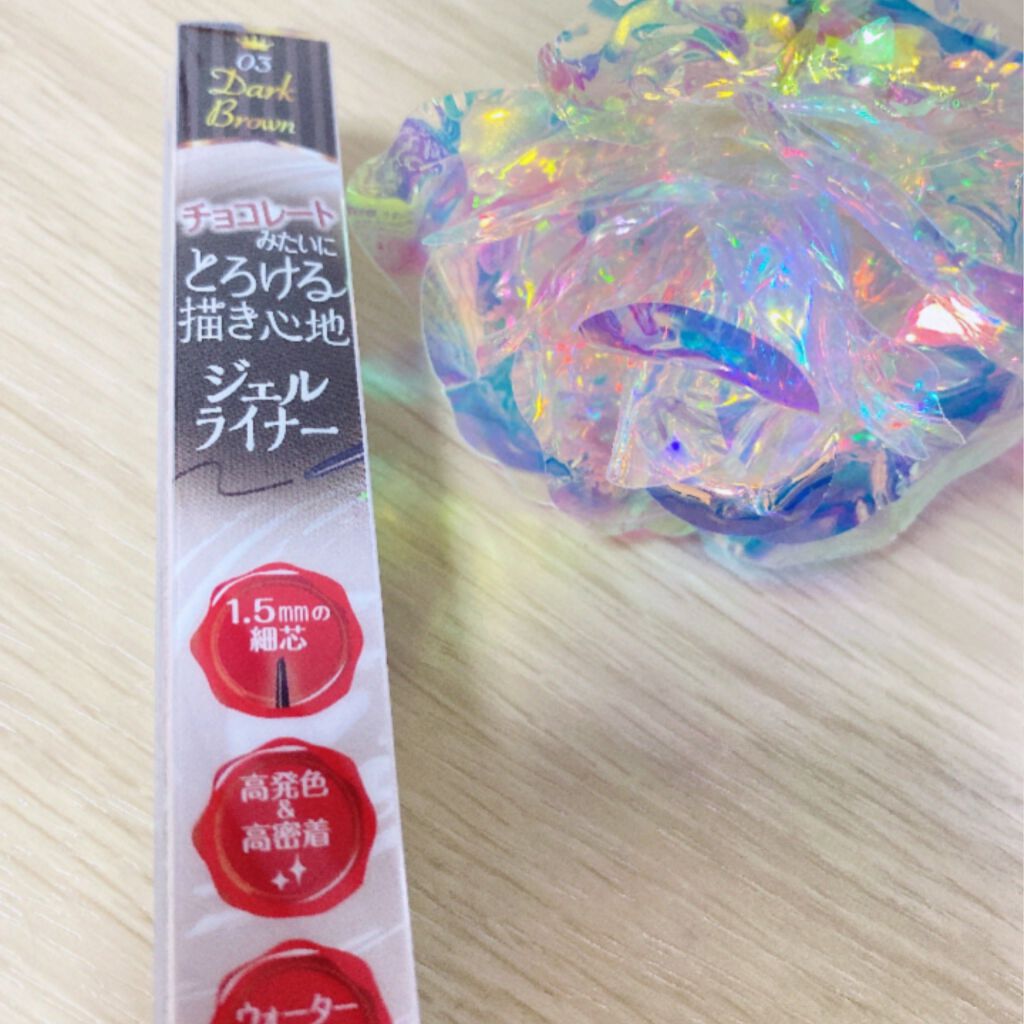 03
Dark
Brown
チョコレート
みたいに
とろける
描き心地
ジェル
ライナー
1.5mmの
細芯
高発色
&
高密着
ウォーター